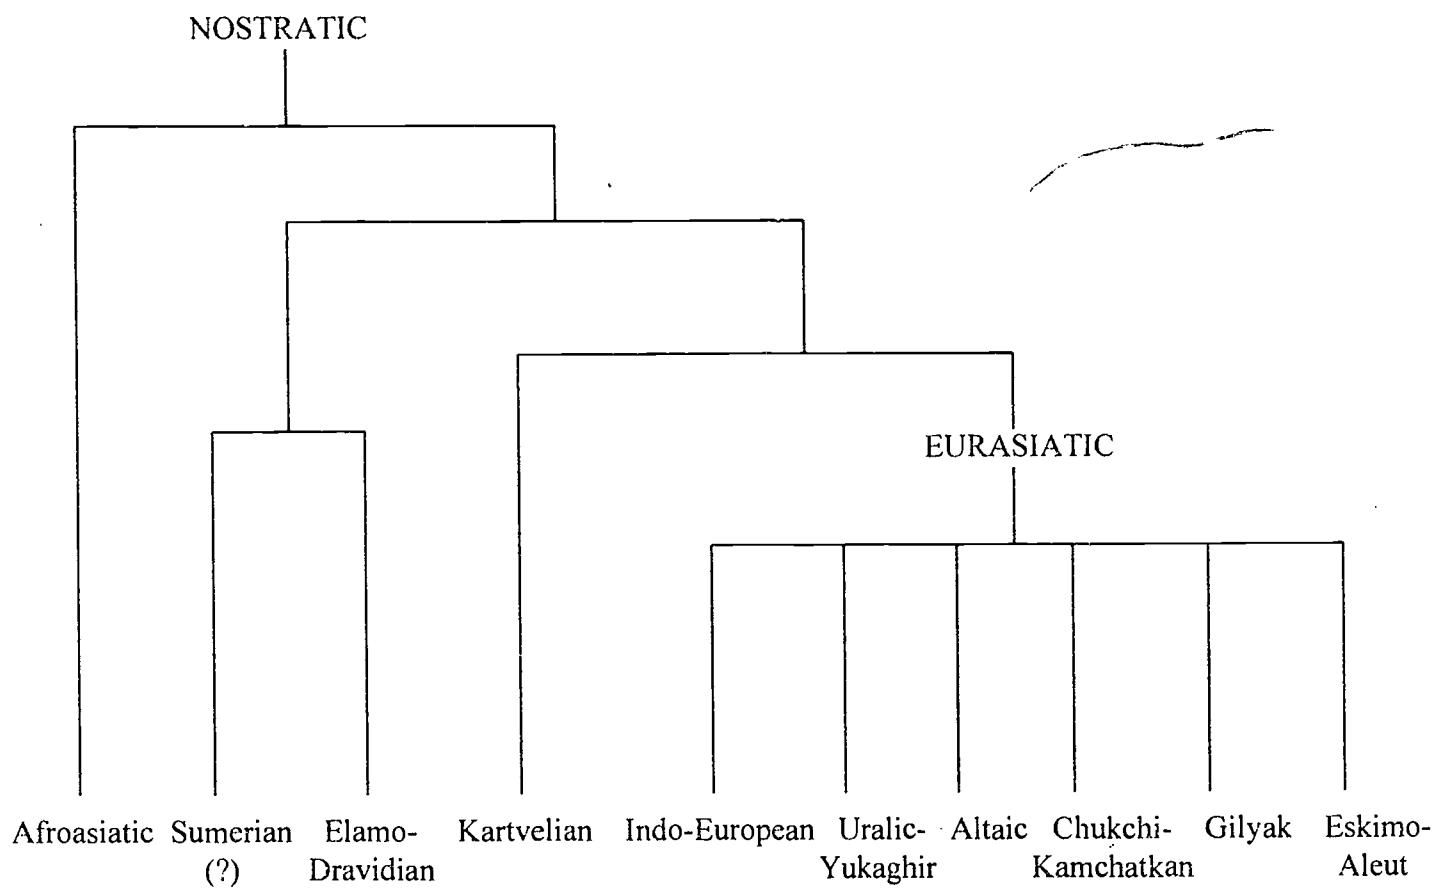 NOSTRATIC
EURASIATIC
Afroasiatic Sumerian Elamo- Kartvelian Indo-European Uralic- Altaic Chukchi- Gilyak Eskimo-
(?) Dravidian Yukaghir Kamchatkan Aleut